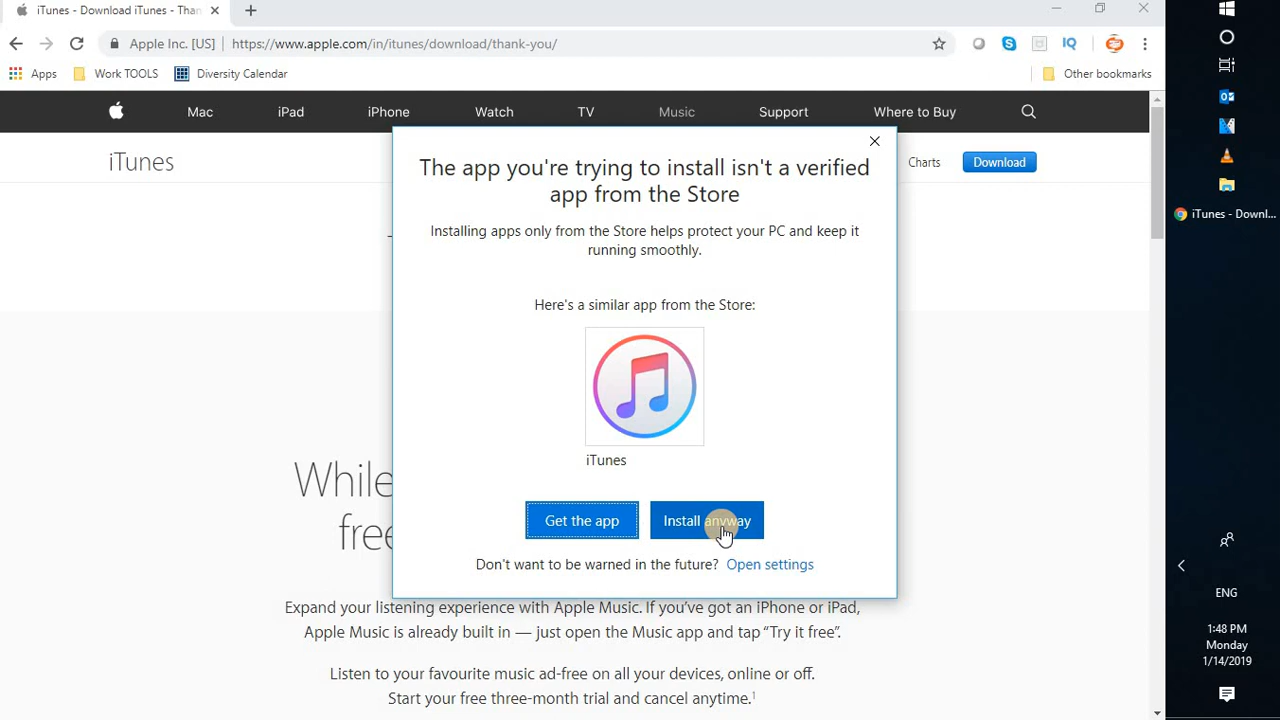 iTunes - Download iTunes - Than
Apple Inc. [US] https://www.apple.com/in/itunes/download/thank-you/
IQ
Apps Work TOOLS Diversity Calendar Other bookmarks
Mac iPad iPhone Watch TV Music Support Where to Buy
iTunes Charts Download
The app you're trying to install isn't a verified
app from the Store
Installing apps only from the Store helps protect your PC and keep it
running smoothly.
Here's a similar app from the Store:
iTunes
Get the app Install anyway
Don't want to be warned in the future? Open settings
While
free
Expand your listening experience with Apple Music. If you've got an iPhone or iPad,
Apple Music is already built in — just open the Music app and tap “Try it free”.
Listen to your favourite music ad-free on all your devices, online or off.
Start your free three-month trial and cancel anytime.¹
iTunes - Downl...
ENG
1:48 PM
Monday
1/14/2019